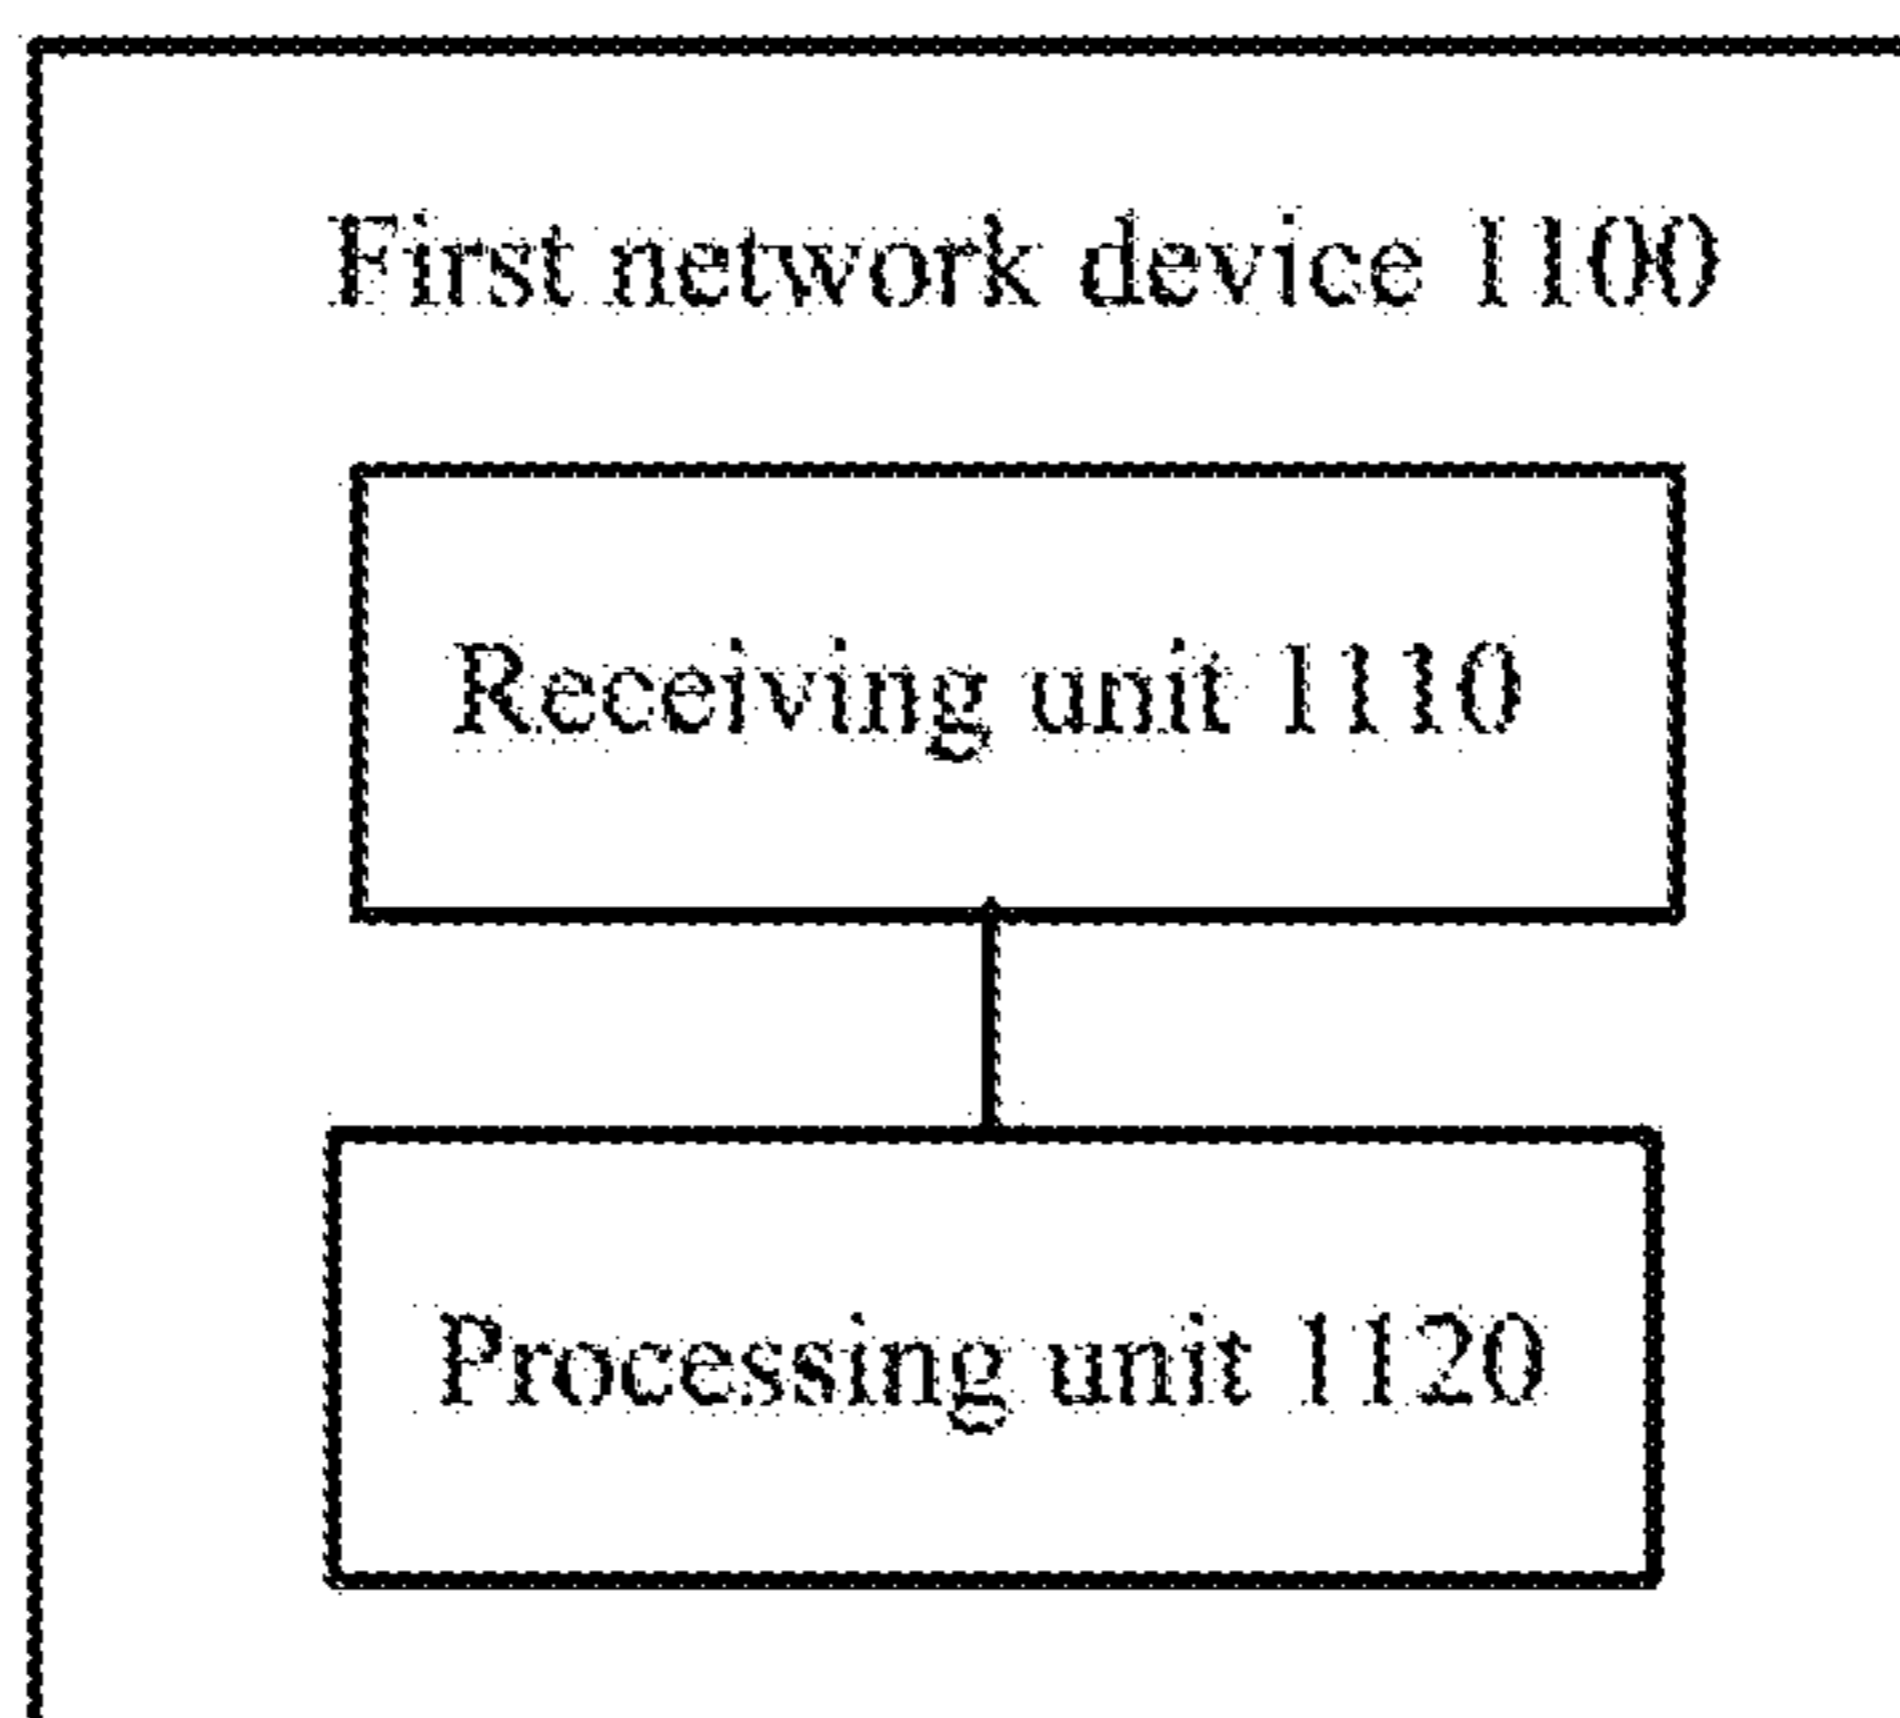 First network device 1100
Receiving unit 1110
Processing unit 1120